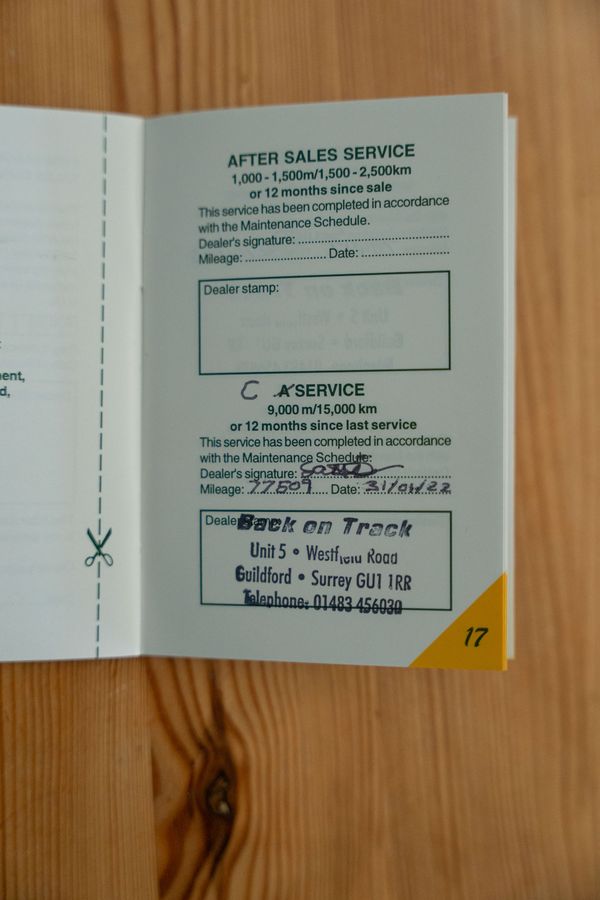 ent,
d,
AFTER SALES SERVICE
1,000 - 1,500m/1,500 - 2,500km
or 12 months since sale
This service has been completed in accordance
with the Maintenance Schedule.
Dealer's signature: ........................................
Mileage: ........................ Date: ........................
Dealer stamp:
C A SERVICE
9,000 m/15,000 km
or 12 months since last service
This service has been completed in accordance
with the Maintenance Schedule.
Dealer's signature:
Mileage: 77509 Date: 31/01/22
Dealer stamp:
Back on Track
Unit 5 • Westfield Road
Guildford • Surrey GU1 1RR
Telephone: 01483 456030
17